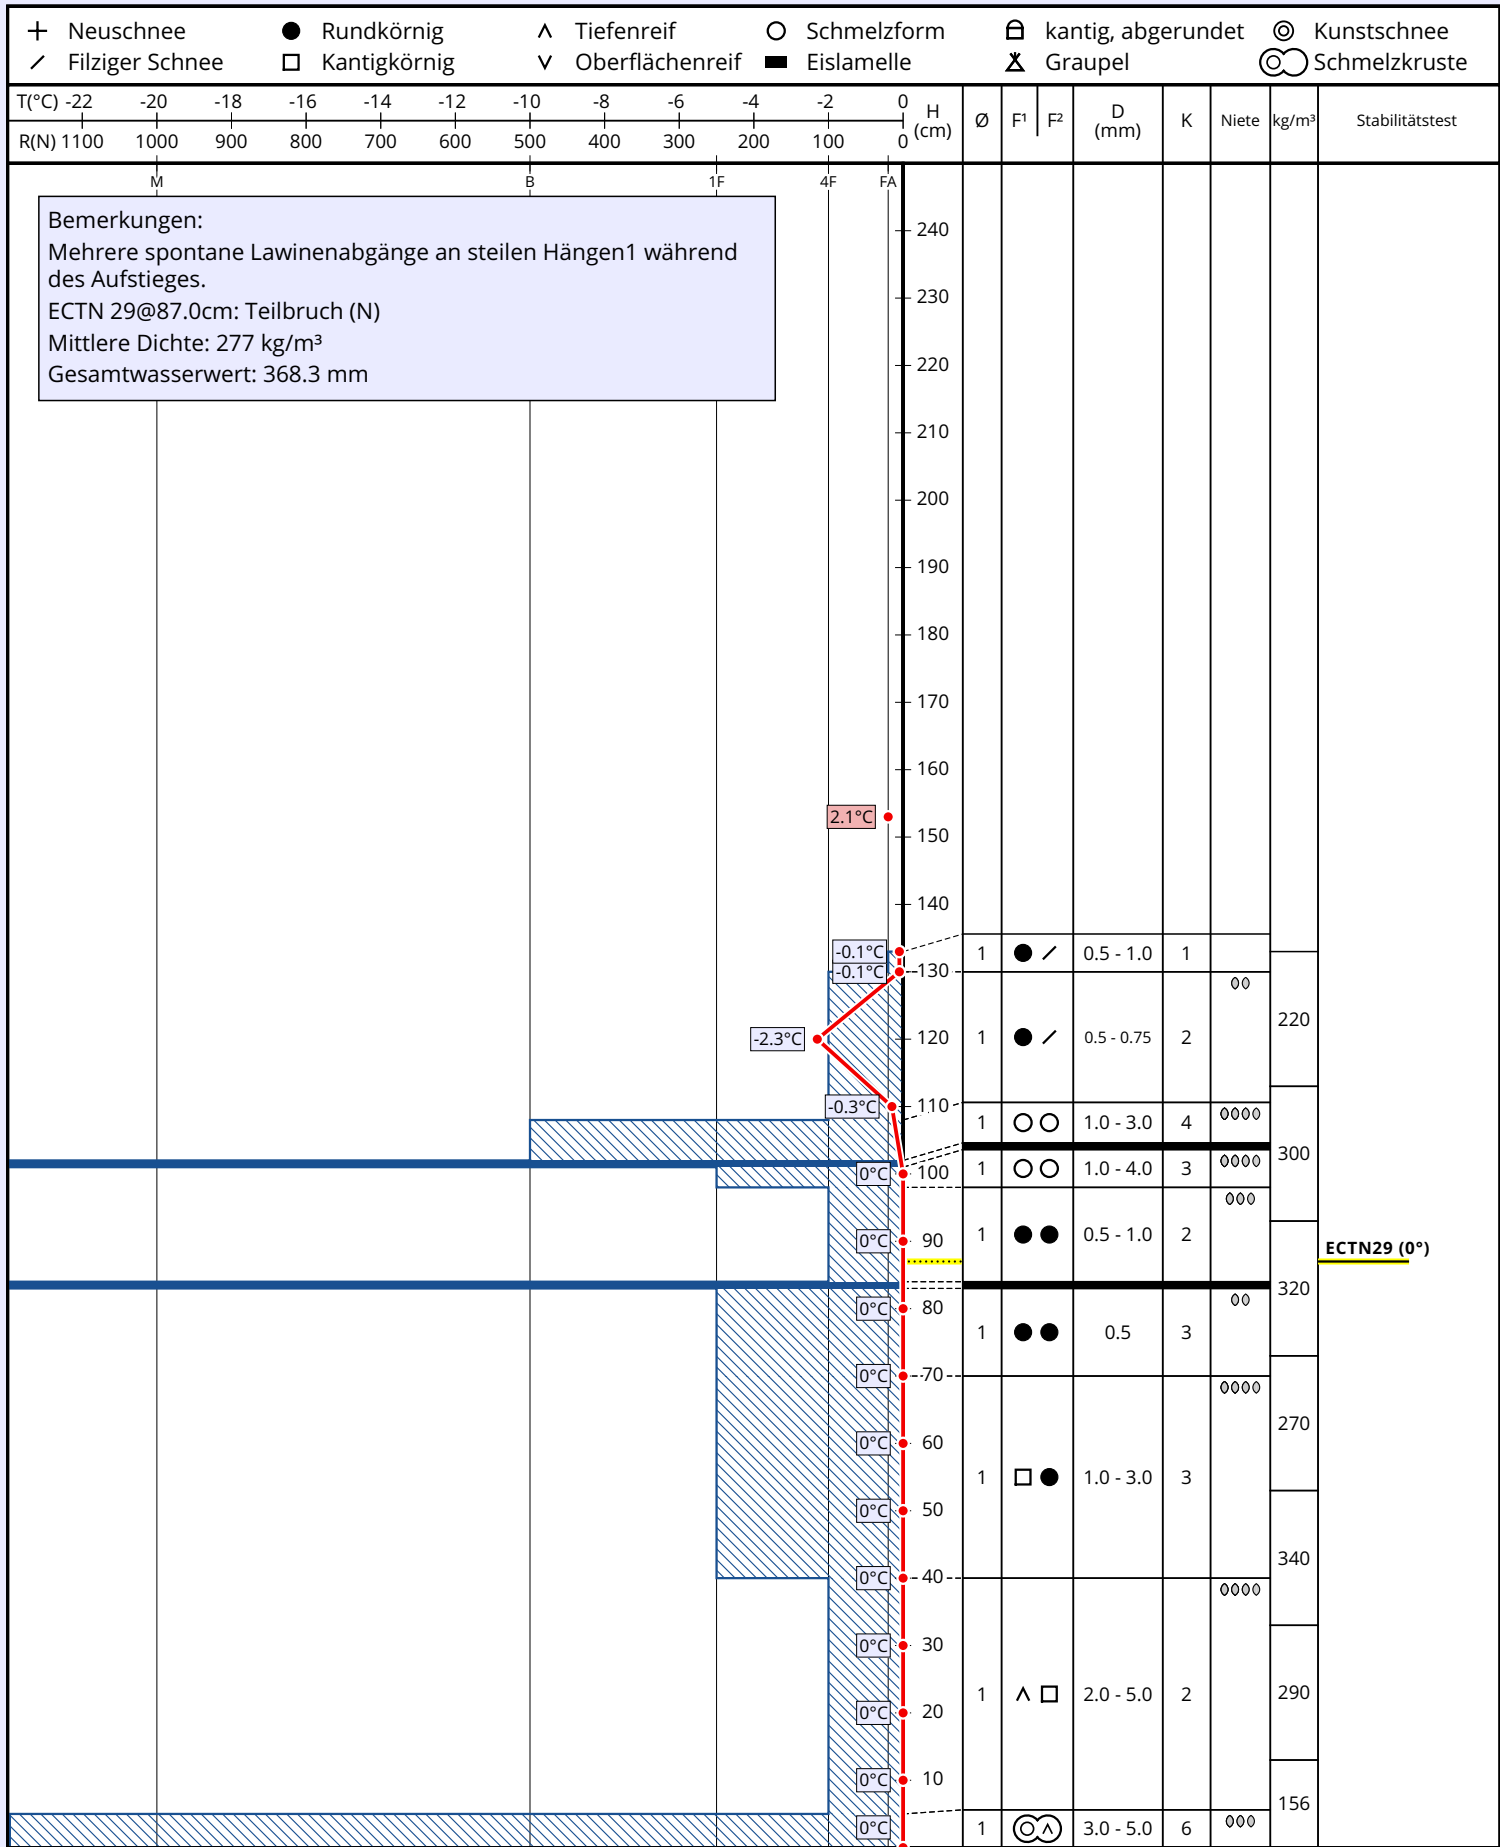 Neuschnee Rundkörnig Tiefenreif Schmelzform kantig, abgerundet Kunstschnee
Filziger Schnee Kantigkörnig Oberflächenreif Eislamelle Graupel Schmelzkruste
T(°C) -22 -20 -18 -16 -14 -12 -10 -8 -6 -4 -2 0
R(N) 1100 1000 900 800 700 600 500 400 300 200 100 0
H (cm) Ø F¹ F² D (mm) K Niete kg/m³ Stabilitätstest
M B 1F 4F FA
Bemerkungen:
Mehrere spontane Lawinenabgänge an steilen Hängen1 während
des Aufstieges.
ECTN 29@87.0cm: Teilbruch (N)
Mittlere Dichte: 277 kg/m³
Gesamtwasserwert: 368.3 mm
240
230
220
210
200
190
180
170
160
2.1°C
150
140
-0.1°C 1 0.5 - 1.0 1
-0.1°C 130
220
-2.3°C 120 1 0.5 - 0.75 2
-0.3°C 110
1 1.0 - 3.0 4
300
0°C 100 1 1.0 - 4.0 3
0°C 90 1 0.5 - 1.0 2
ECTN29 (0°)
320
0°C 80
1 0.5 3
0°C 70
270
0°C 60
1 1.0 - 3.0 3
0°C 50
340
0°C 40
0°C 30
290
1 2.0 - 5.0 2
0°C 20
0°C 10
156
0°C 1 3.0 - 5.0 6